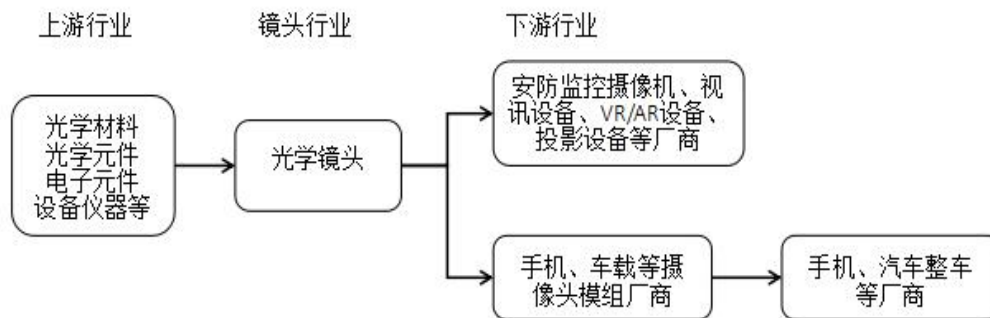 上游行业
镜头行业
下游行业
光学材料
光学元件
电子元件
设备仪器等
光学镜头
安防监控摄像机、视
讯设备、VR/AR设备、
投影设备等厂商
手机、车载等摄
像头模组厂商
手机、汽车整车
等厂商